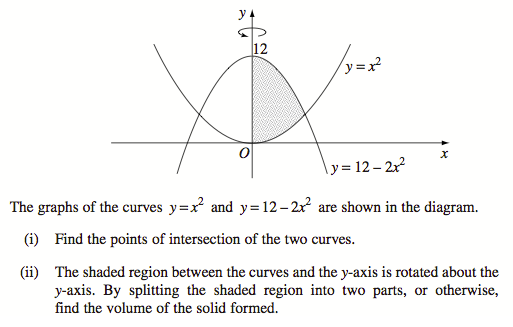 y
12
y = x²
O
x
y = 12 – 2x²
The graphs of the curves y = x² and y = 12 – 2x² are shown in the diagram.
(i) Find the points of intersection of the two curves.
(ii) The shaded region between the curves and the y-axis is rotated about the
y-axis. By splitting the shaded region into two parts, or otherwise,
find the volume of the solid formed.